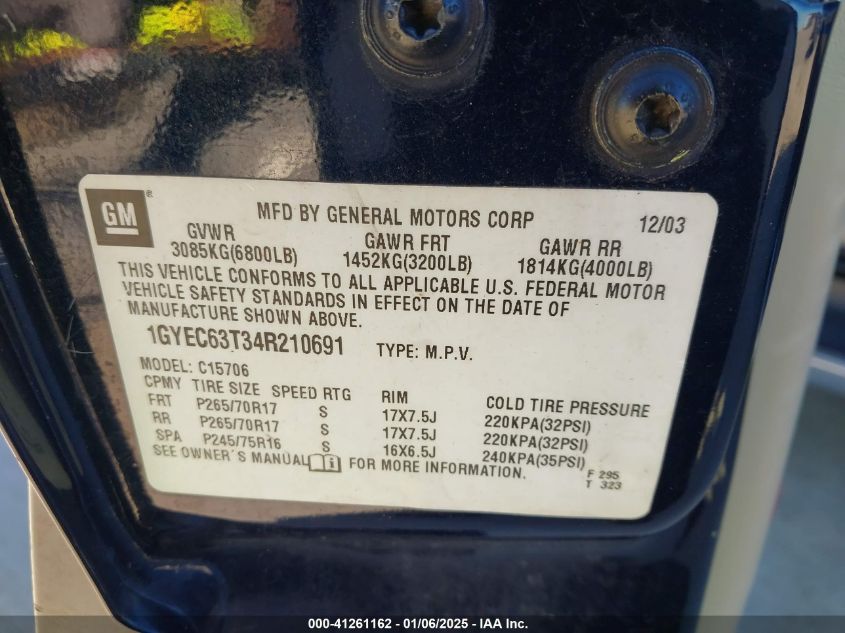 GM ® MFD BY GENERAL MOTORS CORP 12/03
GVWR GAWR FRT GAWR RR
3085KG(6800LB) 1452KG(3200LB) 1814KG(4000LB)
THIS VEHICLE CONFORMS TO ALL APPLICABLE U.S. FEDERAL MOTOR
VEHICLE SAFETY STANDARDS IN EFFECT ON THE DATE OF
MANUFACTURE SHOWN ABOVE.
1GYEC63T34R210691 TYPE: M.P.V.
MODEL: C15706
CPMY TIRE SIZE SPEED RTG RIM COLD TIRE PRESSURE
FRT P265/70R17 S 17X7.5J 220KPA(32PSI)
RR P265/70R17 S 17X7.5J 220KPA(32PSI)
SPA P245/75R16 S 16X6.5J 240KPA(35PSI)
SEE OWNER'S MANUAL FOR MORE INFORMATION.
F 295
T 323
000-41261162 - 01/06/2025 - IAA Inc.